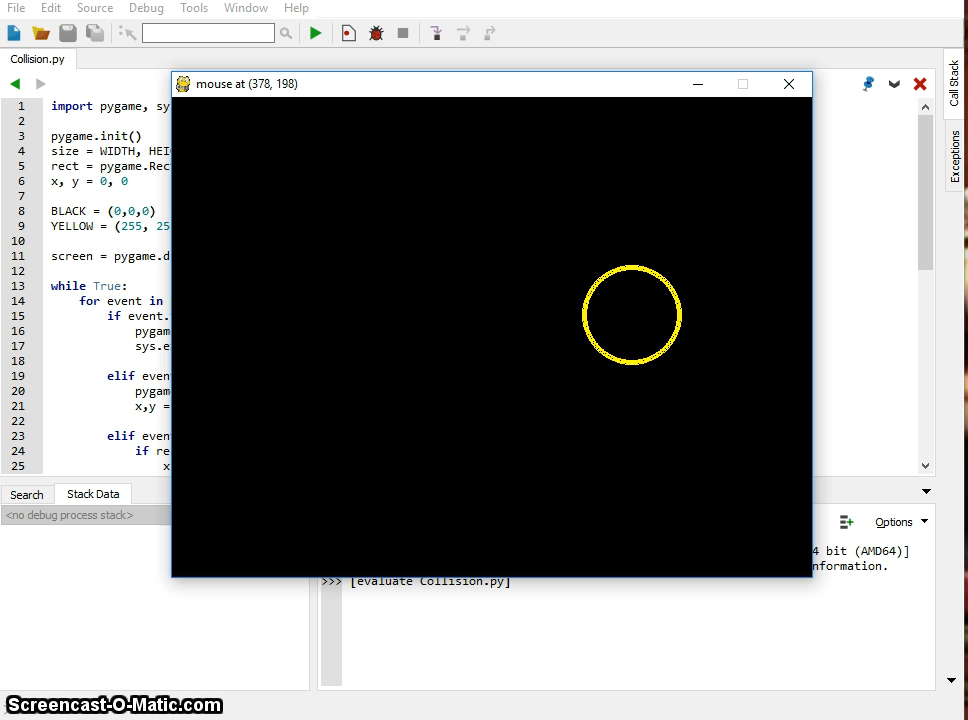 File Edit Source Debug Tools Window Help
Collision.py
mouse at (378, 198)
Call Stack
Exceptions
1 import pygame, sy
2
3 pygame.init()
4 size = WIDTH, HEI
5 rect = pygame.Rec
6 x, y = 0, 0
7
8 BLACK = (0,0,0)
9 YELLOW = (255, 25
10
11 screen = pygame.d
12
13 while True:
14 for event in
15 if event.
16 pygam
17 sys.e
18
19 elif even
20 pygam
21 x,y =
22
23 elif even
24 if re
25 x
Search Stack Data
<no debug process stack>
Options
4 bit (AMD64)]
nformation.
>>> [evaluate Collision.py]
Screencast-O-Matic.com